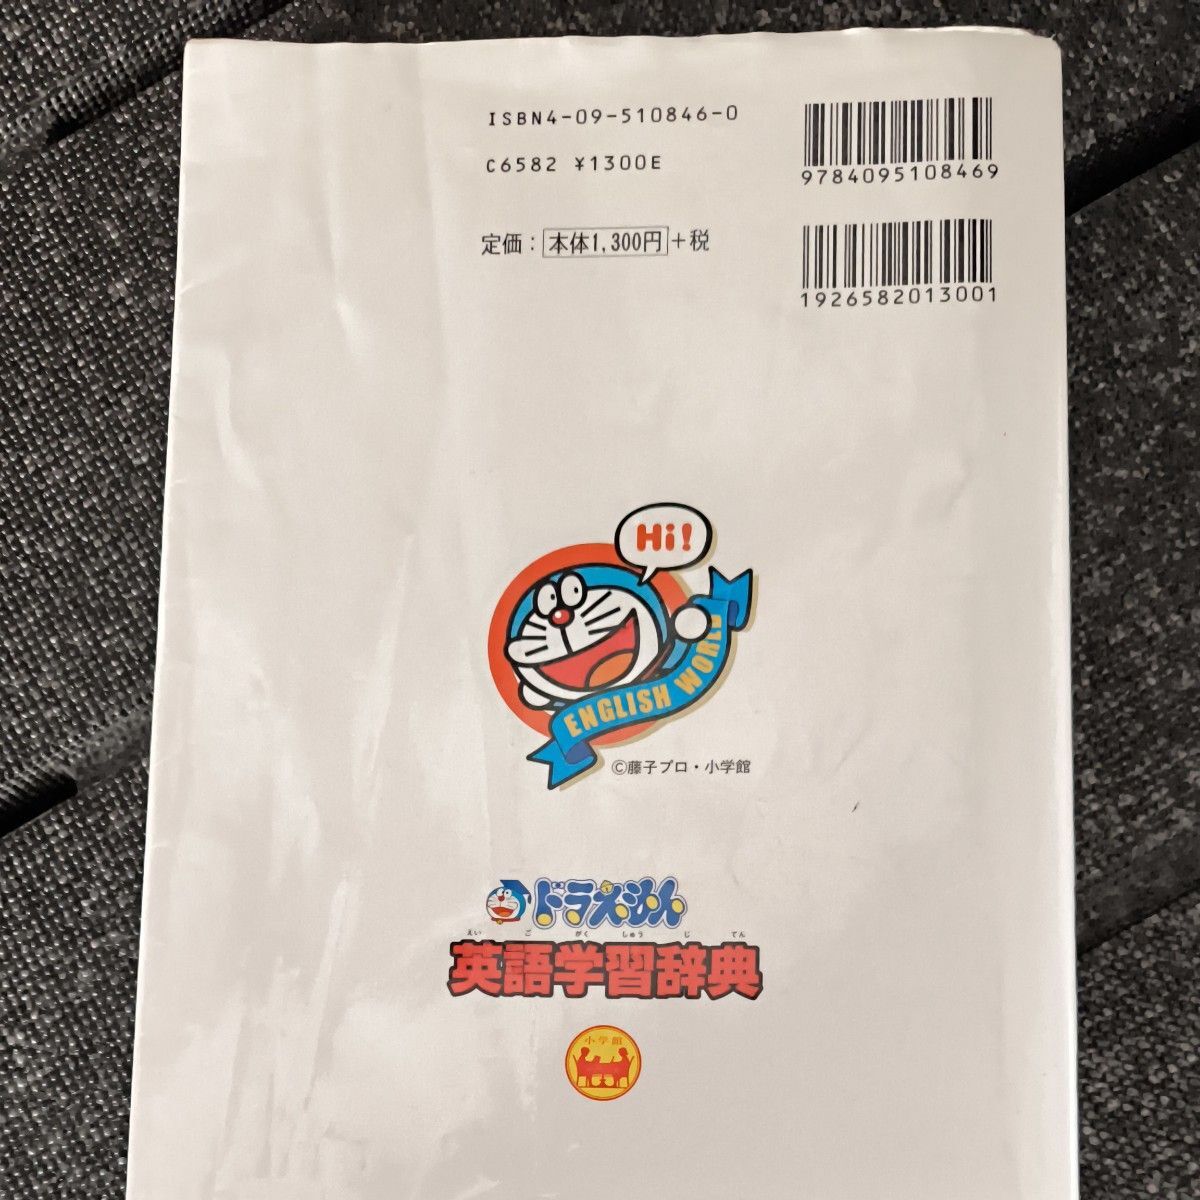 ISBN4-09-510846-0
9784095108469
C6582 ¥1300E
定価：本体1,300円+税
1926582013001
Hi!
ENGLISH WORLD
©藤子プロ・小学館
ドラえもん
えい ご がく しゅう じ てん
英語学習辞典
小学館